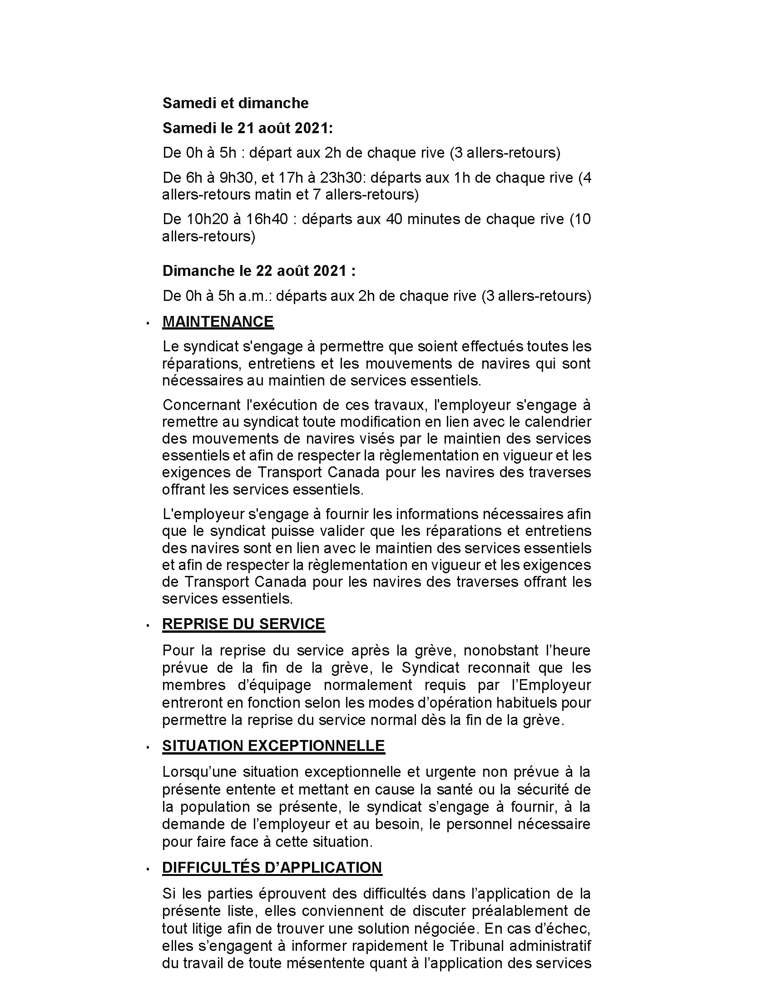 Samedi et dimanche
Samedi le 21 août 2021:
De 0h à 5h : départ aux 2h de chaque rive (3 allers-retours)
De 6h à 9h30, et 17h à 23h30: départs aux 1h de chaque rive (4
allers-retours matin et 7 allers-retours)
De 10h20 à 16h40 : départs aux 40 minutes de chaque rive (10
allers-retours)
Dimanche le 22 août 2021 :
De 0h à 5h a.m.: départs aux 2h de chaque rive (3 allers-retours)
• MAINTENANCE
Le syndicat s'engage à permettre que soient effectués toutes les
réparations, entretiens et les mouvements de navires qui sont
nécessaires au maintien de services essentiels.
Concernant l'exécution de ces travaux, l'employeur s'engage à
remettre au syndicat toute modification en lien avec le calendrier
des mouvements de navires visés par le maintien des services
essentiels et afin de respecter la règlementation en vigueur et les
exigences de Transport Canada pour les navires des traverses
offrant les services essentiels.
L'employeur s'engage à fournir les informations nécessaires afin
que le syndicat puisse valider que les réparations et entretiens
des navires sont en lien avec le maintien des services essentiels
et afin de respecter la règlementation en vigueur et les exigences
de Transport Canada pour les navires des traverses offrant les
services essentiels.
• REPRISE DU SERVICE
Pour la reprise du service après la grève, nonobstant l’heure
prévue de la fin de la grève, le Syndicat reconnait que les
membres d’équipage normalement requis par l’Employeur
entreront en fonction selon les modes d’opération habituels pour
permettre la reprise du service normal dès la fin de la grève.
• SITUATION EXCEPTIONNELLE
Lorsqu’une situation exceptionnelle et urgente non prévue à la
présente entente et mettant en cause la santé ou la sécurité de
la population se présente, le syndicat s’engage à fournir, à la
demande de l’employeur et au besoin, le personnel nécessaire
pour faire face à cette situation.
• DIFFICULTÉS D’APPLICATION
Si les parties éprouvent des difficultés dans l’application de la
présente liste, elles conviennent de discuter préalablement de
tout litige afin de trouver une solution négociée. En cas d’échec,
elles s’engagent à informer rapidement le Tribunal administratif
du travail de toute mésentente quant à l’application des services